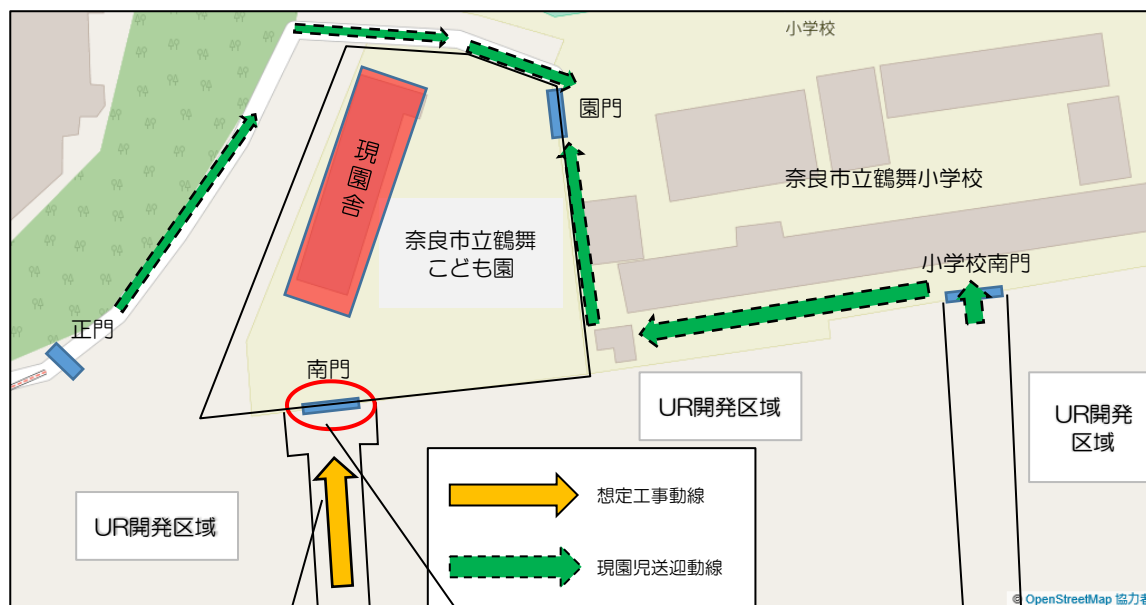 小学校
園門
現園舎
奈良市立鶴舞小学校
奈良市立鶴舞
こども園
小学校南門
正門
南門
UR開発区域
UR開発
区域
UR開発区域
想定工事動線
現園児送迎動線
© OpenStreetMap 協力者